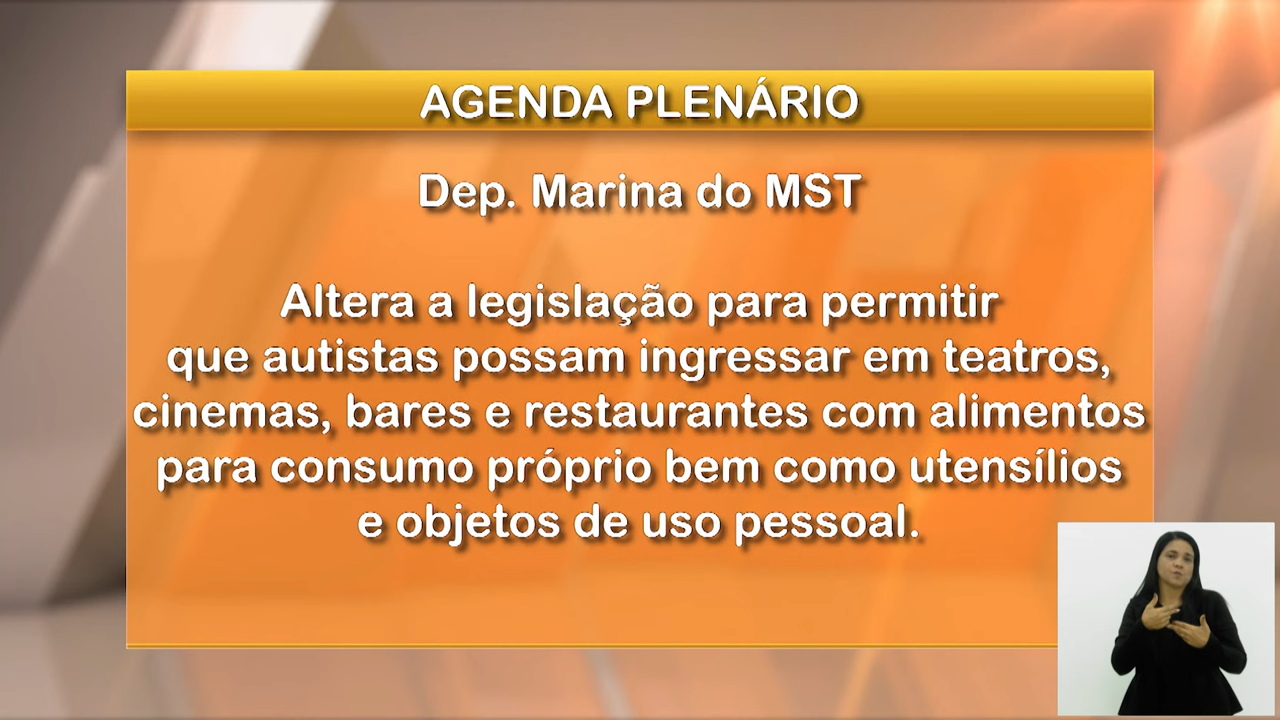 AGENDA PLENÁRIO
Dep. Marina do MST
Altera a legislação para permitir
que autistas possam ingressar em teatros,
cinemas, bares e restaurantes com alimentos
para consumo próprio bem como utensílios
e objetos de uso pessoal.